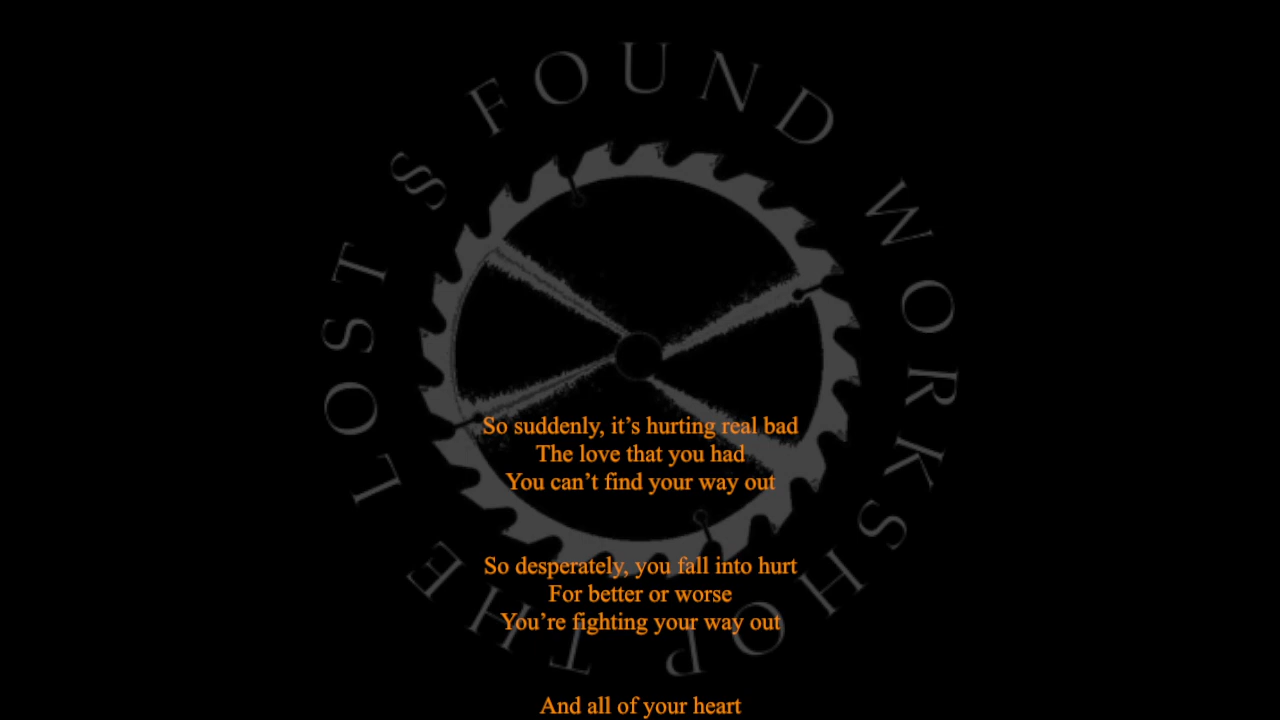 THE LOST § FOUND WORKSHOP
So suddenly, it’s hurting real bad
The love that you had
You can’t find your way out
So desperately, you fall into hurt
For better or worse
You’re fighting your way out
And all of your heart